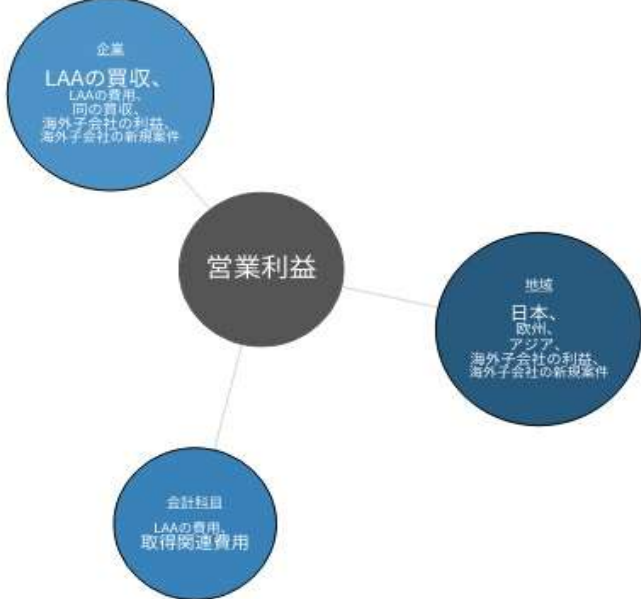 企業
LAAの買収、
LAAの費用、
同の買収、
海外子会社の利益、
海外子会社の新規案件
営業利益
地域
日本、
欧州、
アジア、
海外子会社の利益、
海外子会社の新規案件
会計科目
LAAの費用、
取得関連費用